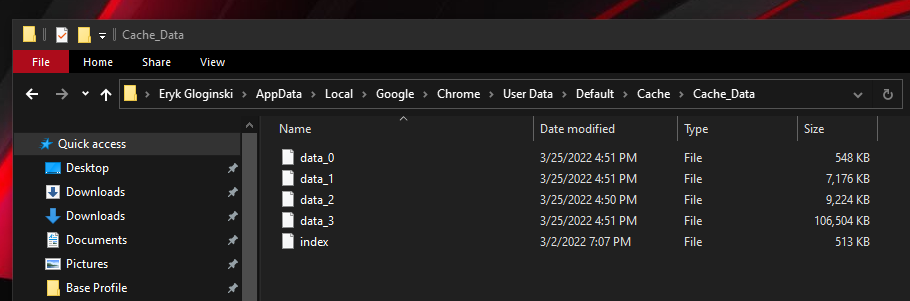 Cache_Data
File Home Share View
Eryk Gloginski > AppData > Local > Google > Chrome > User Data > Default > Cache > Cache_Data
Quick access
Desktop
Downloads
Downloads
Documents
Pictures
Base Profile
Name Date modified Type Size
data_0 3/25/2022 4:51 PM File 548 KB
data_1 3/25/2022 4:51 PM File 7,176 KB
data_2 3/25/2022 4:50 PM File 9,224 KB
data_3 3/25/2022 4:51 PM File 106,504 KB
index 3/2/2022 7:07 PM File 513 KB